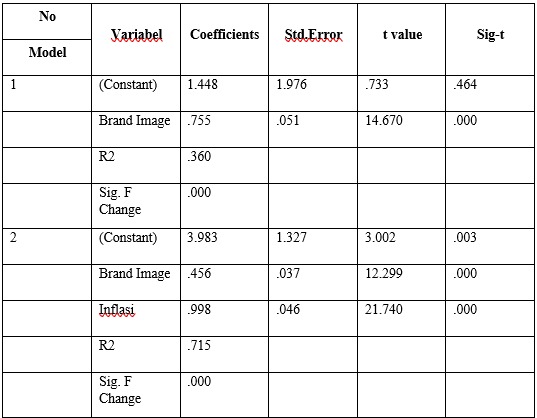 No
Variabel Coefficients Std.Error t value Sig-t
Model
1 (Constant) 1.448 1.976 .733 .464
Brand Image .755 .051 14.670 .000
R2 .360
Sig. F
Change .000
2 (Constant) 3.983 1.327 3.002 .003
Brand Image .456 .037 12.299 .000
Inflasi .998 .046 21.740 .000
R2 .715
Sig. F
Change .000